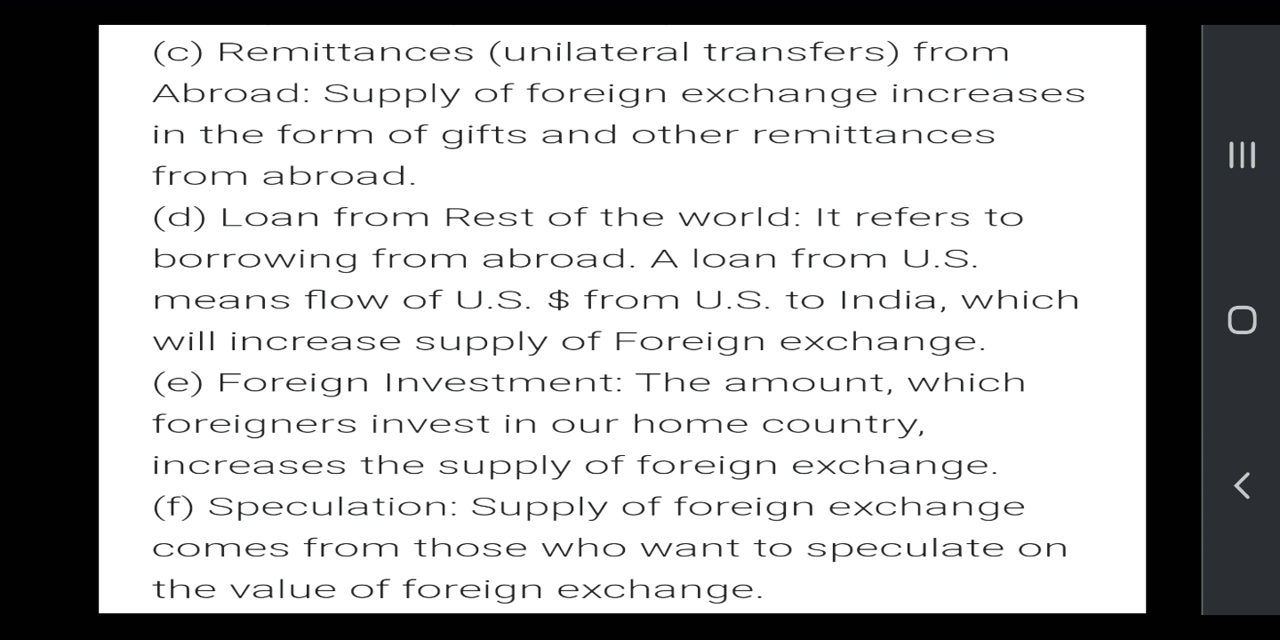 (c) Remittances (unilateral transfers) from
Abroad: Supply of foreign exchange increases
in the form of gifts and other remittances
from abroad.
(d) Loan from Rest of the world: It refers to
borrowing from abroad. A loan from U.S.
means flow of U.S. $ from U.S. to India, which
will increase supply of Foreign exchange.
(e) Foreign Investment: The amount, which
foreigners invest in our home country,
increases the supply of foreign exchange.
(f) Speculation: Supply of foreign exchange
comes from those who want to speculate on
the value of foreign exchange.